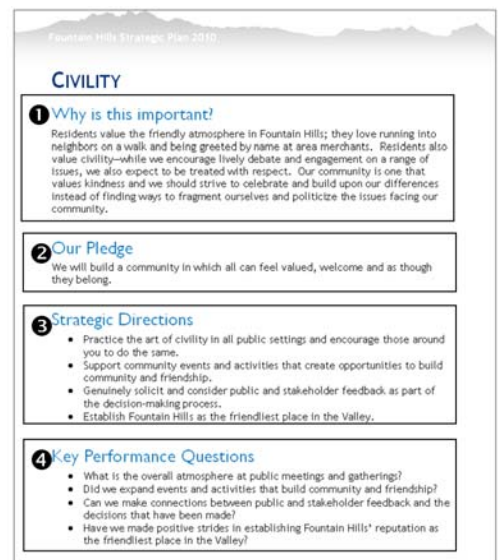 Fountain Hills Strategic Plan 2010
CIVILITY
1 Why is this important?
Residents value the friendly atmosphere in Fountain Hills; they love running into
neighbors on a walk and being greeted by name at area merchants. Residents also
value civility—while we encourage lively debate and engagement on a range of
issues, we also expect to be treated with respect. Our community is one that
values kindness and we should strive to celebrate and build upon our differences
instead of finding ways to fragment ourselves and politicize the issues facing our
community.
2 Our Pledge
We will build a community in which all can feel valued, welcome and as though
they belong.
3 Strategic Directions
• Practice the art of civility in all public settings and encourage those around
you to do the same.
• Support community events and activities that create opportunities to build
community and friendship.
• Genuinely solicit and consider public and stakeholder feedback as part of
the decision-making process.
• Establish Fountain Hills as the friendliest place in the Valley.
4 Key Performance Questions
• What is the overall atmosphere at public meetings and gatherings?
• Did we expand events and activities that build community and friendship?
• Can we make connections between public and stakeholder feedback and the
decisions that have been made?
• Have we made positive strides in establishing Fountain Hills' reputation as
the friendliest place in the Valley?